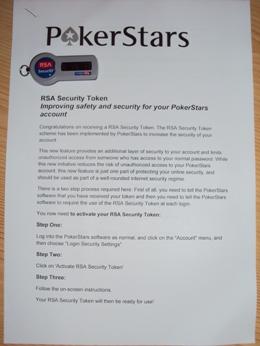 PokerStars
RSA
Security
RSA Security Token
Improving safety and security for your PokerStars
account
Congratulations on receiving a RSA Security Token. The RSA Security Token
scheme has been implemented by PokerStars to increase the security of your
account.
This new feature provides an additional layer of security to your account and limits
unauthorized access from someone who has access to your normal password. While
this new initiative reduces the risk of unauthorized access to your PokerStars
account, this new feature is just one part of protecting your online security, and
should be used as part of a well-rounded internet security regime.
There is a two step process required here: First of all, you need to tell the PokerStars
software that you have received your token and then you need to tell the PokerStars
software to require the use of the RSA Security Token at each login.
You now need to activate your RSA Security Token:
Step One:
Log into the PokerStars software as normal, and click on the "Account" menu, and
then choose "Login Security Settings"
Step Two:
Click on 'Activate RSA Security Token'
Step Three:
Follow the on-screen instructions.
Your RSA Security Token will then be ready for use!